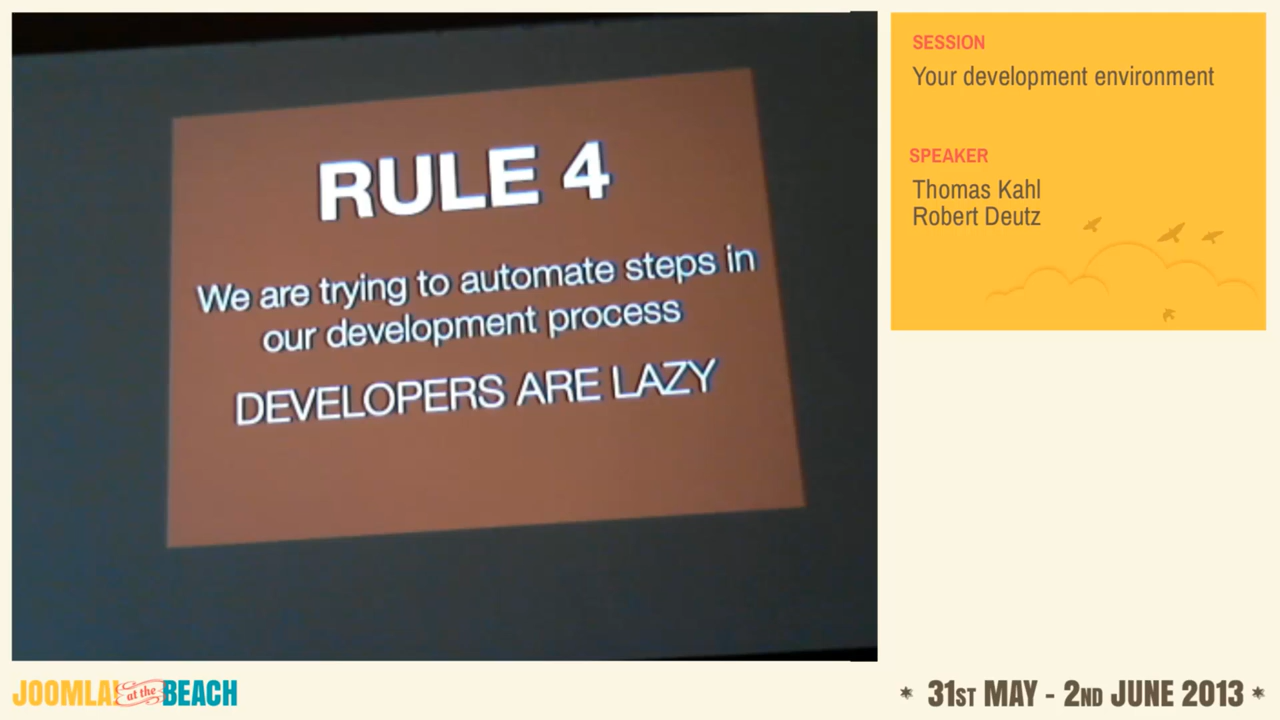 RULE 4
We are trying to automate steps in
our development process
DEVELOPERS ARE LAZY
SESSION
Your development environment
SPEAKER
Thomas Kahl
Robert Deutz
JOOMLA! at the BEACH
* 31ST MAY - 2ND JUNE 2013 *